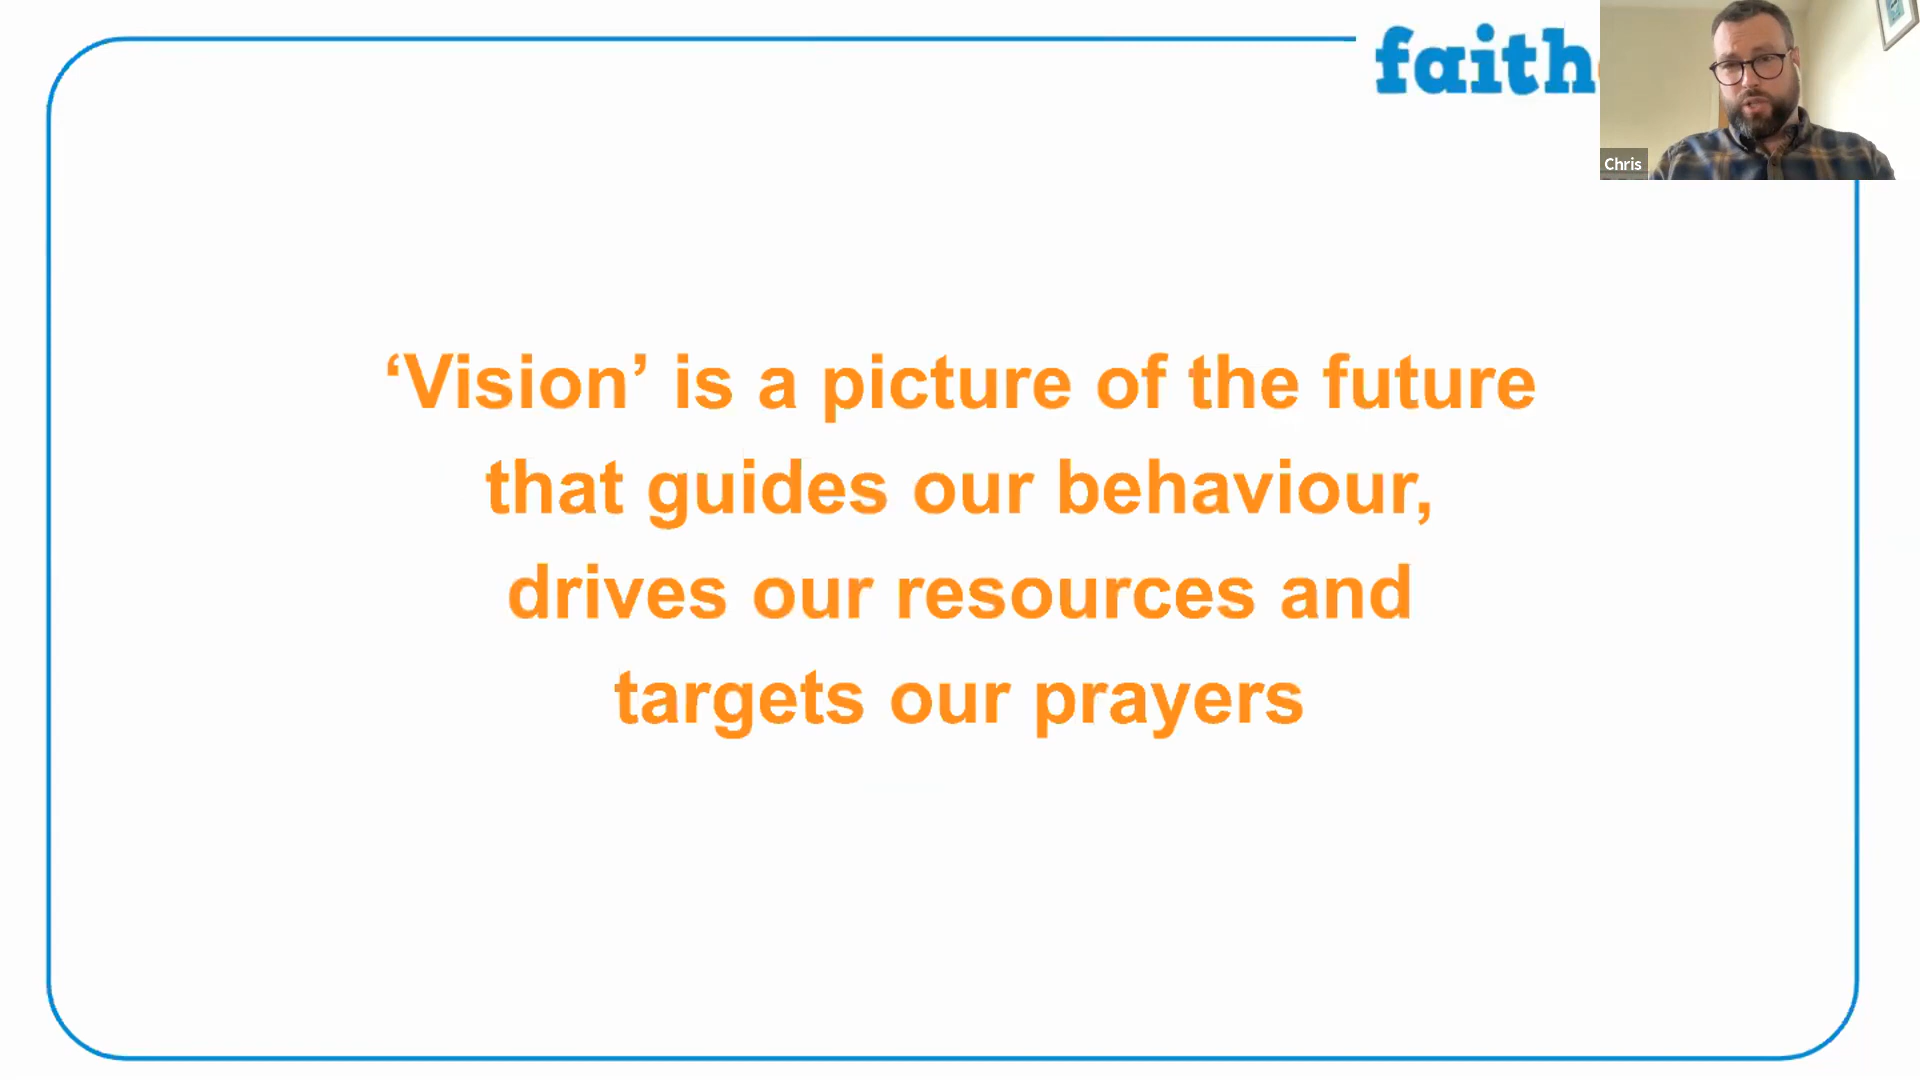 faith
Chris
‘Vision’ is a picture of the future
that guides our behaviour,
drives our resources and
targets our prayers